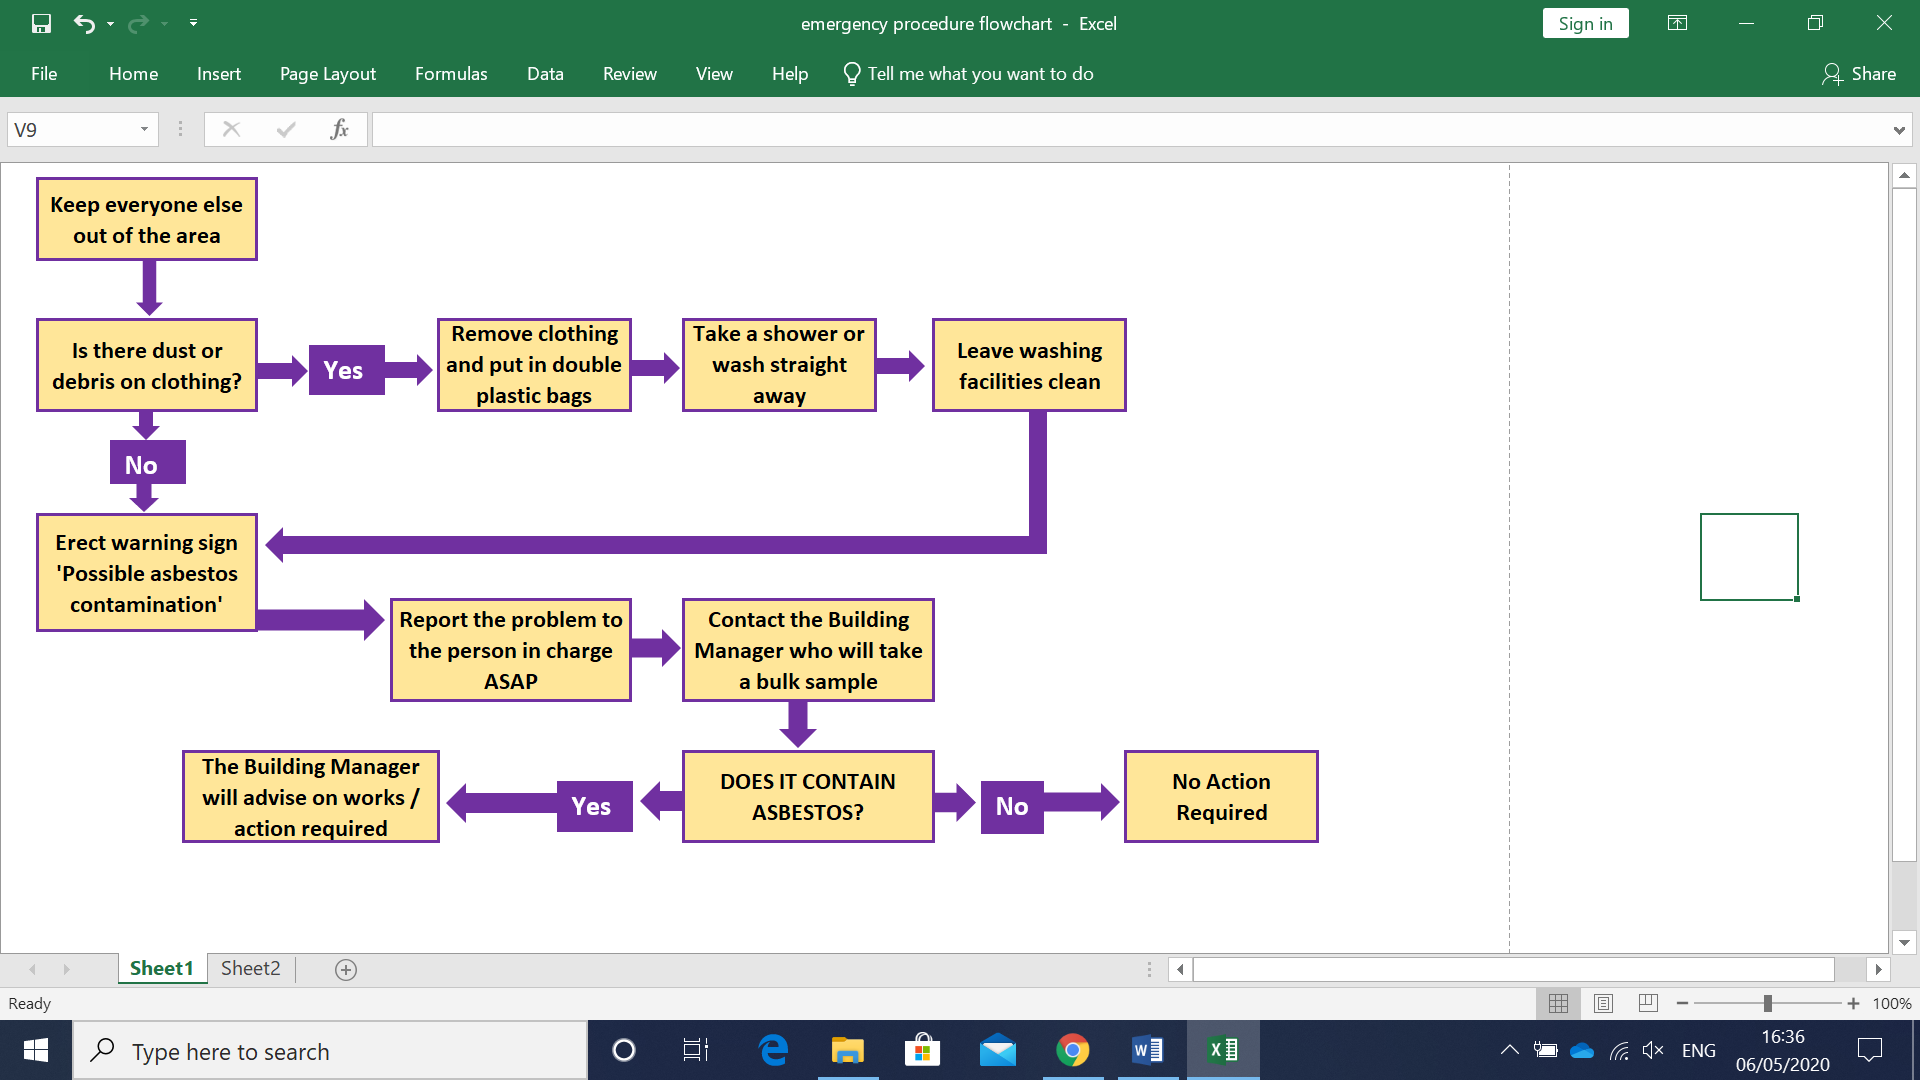 emergency procedure flowchart - Excel
Sign in
File Home Insert Page Layout Formulas Data Review View Help Tell me what you want to do Share
V9 fx
Keep everyone else
out of the area
Is there dust or
debris on clothing?
Yes
Remove clothing
and put in double
plastic bags
Take a shower or
wash straight
away
Leave washing
facilities clean
No
Erect warning sign
'Possible asbestos
contamination'
Report the problem to
the person in charge
ASAP
Contact the Building
Manager who will take
a bulk sample
The Building Manager
will advise on works /
action required
Yes
DOES IT CONTAIN
ASBESTOS?
No
No Action
Required
Sheet1 Sheet2
Ready 100%
Type here to search
ENG
16:36
06/05/2020